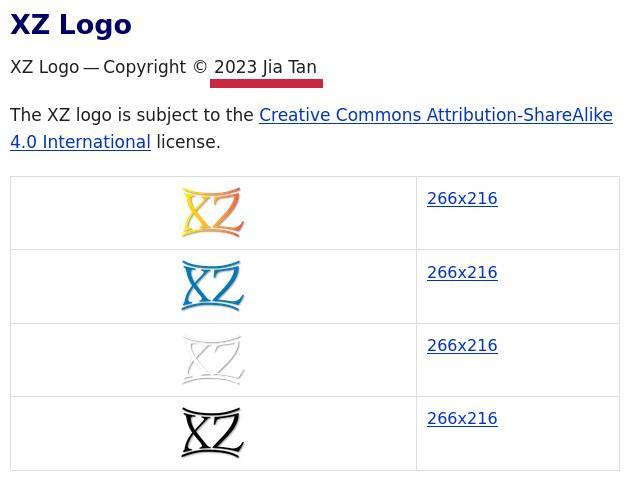 XZ Logo
XZ Logo — Copyright © 2023 Jia Tan
The XZ logo is subject to the Creative Commons Attribution-ShareAlike
4.0 International license.
XZ 266x216
XZ 266x216
XZ 266x216
XZ 266x216